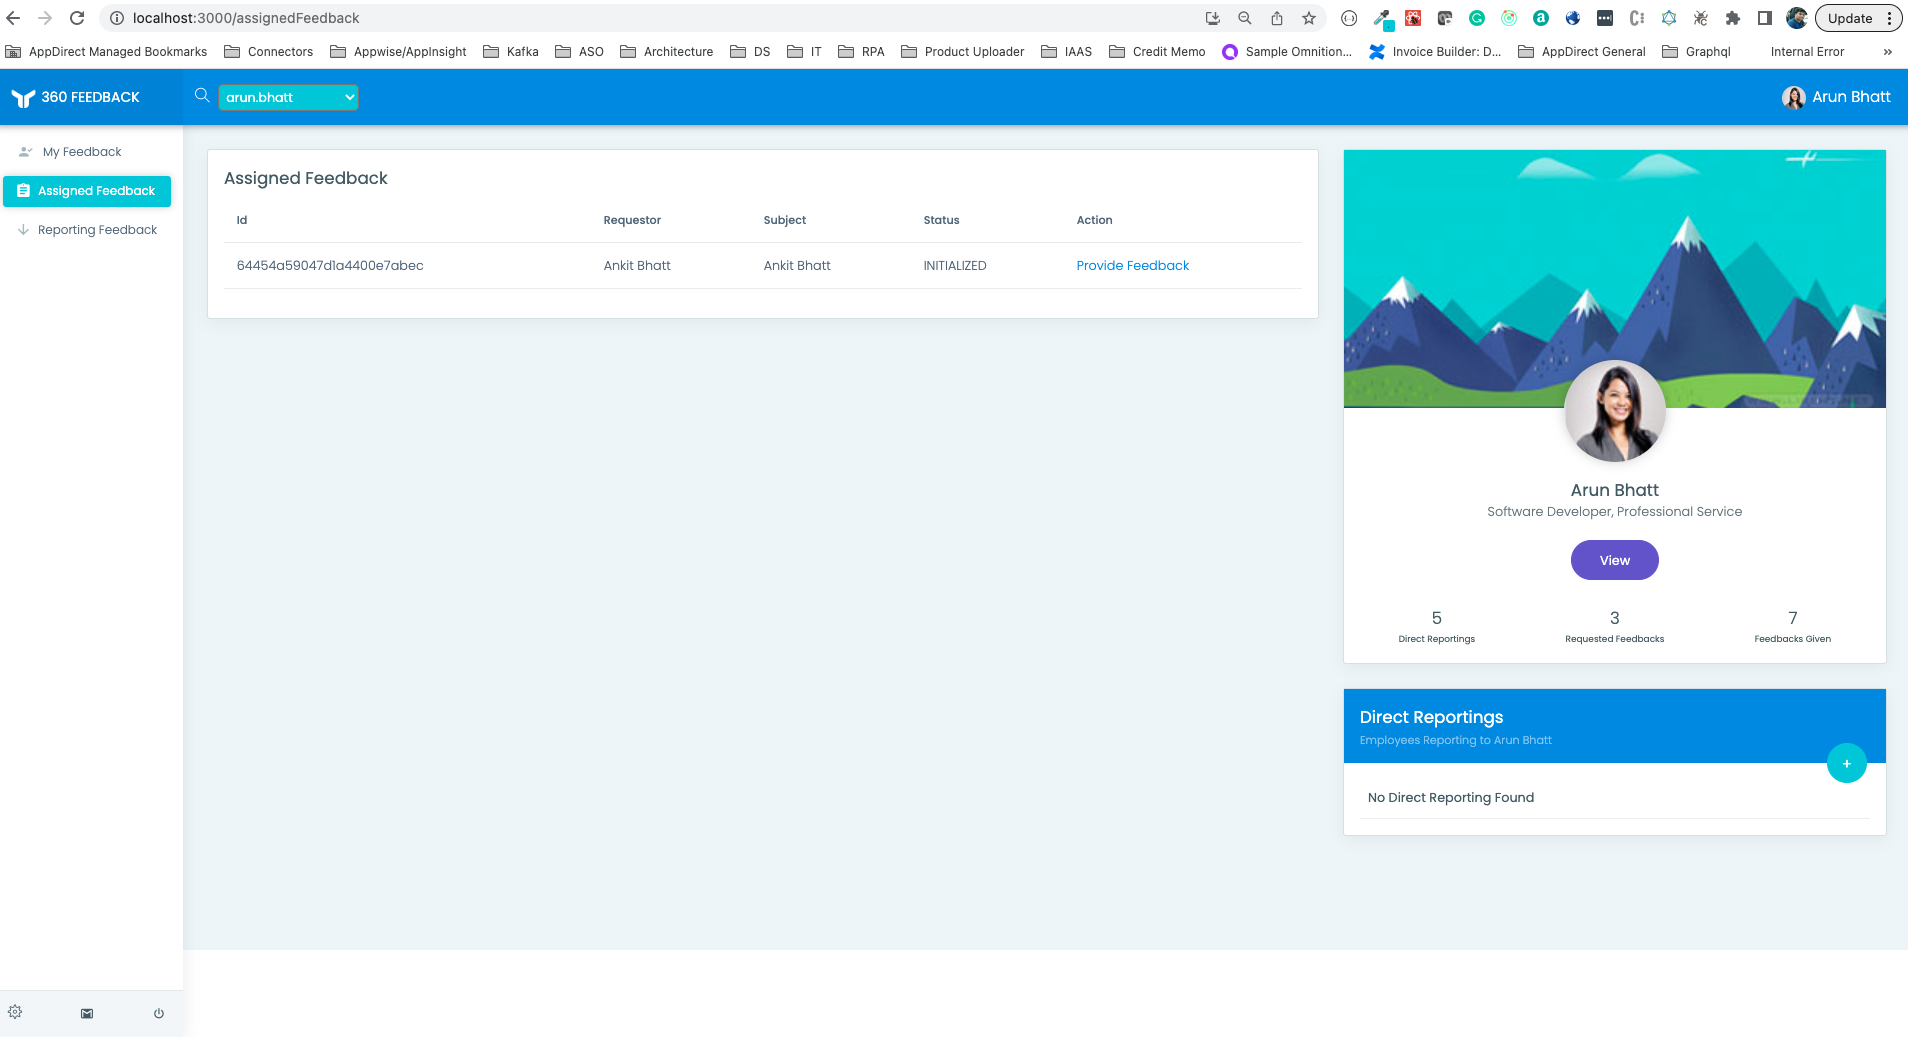 localhost:3000/assignedFeedback
Update
AppDirect Managed Bookmarks Connectors Appwise/AppInsight Kafka ASO Architecture DS IT RPA Product Uploader IAAS Credit Memo Sample Omnition... Invoice Builder: D... AppDirect General Graphql Internal Error »
360 FEEDBACK
arun.bhatt
Arun Bhatt
My Feedback
Assigned Feedback
Reporting Feedback
Assigned Feedback
Id Requestor Subject Status Action
64454a59047d1a4400e7abec Ankit Bhatt Ankit Bhatt INITIALIZED Provide Feedback
Arun Bhatt
Software Developer, Professional Service
View
5 3 7
Direct Reportings Requested Feedbacks Feedbacks Given
Direct Reportings
Employees Reporting to Arun Bhatt
+
No Direct Reporting Found